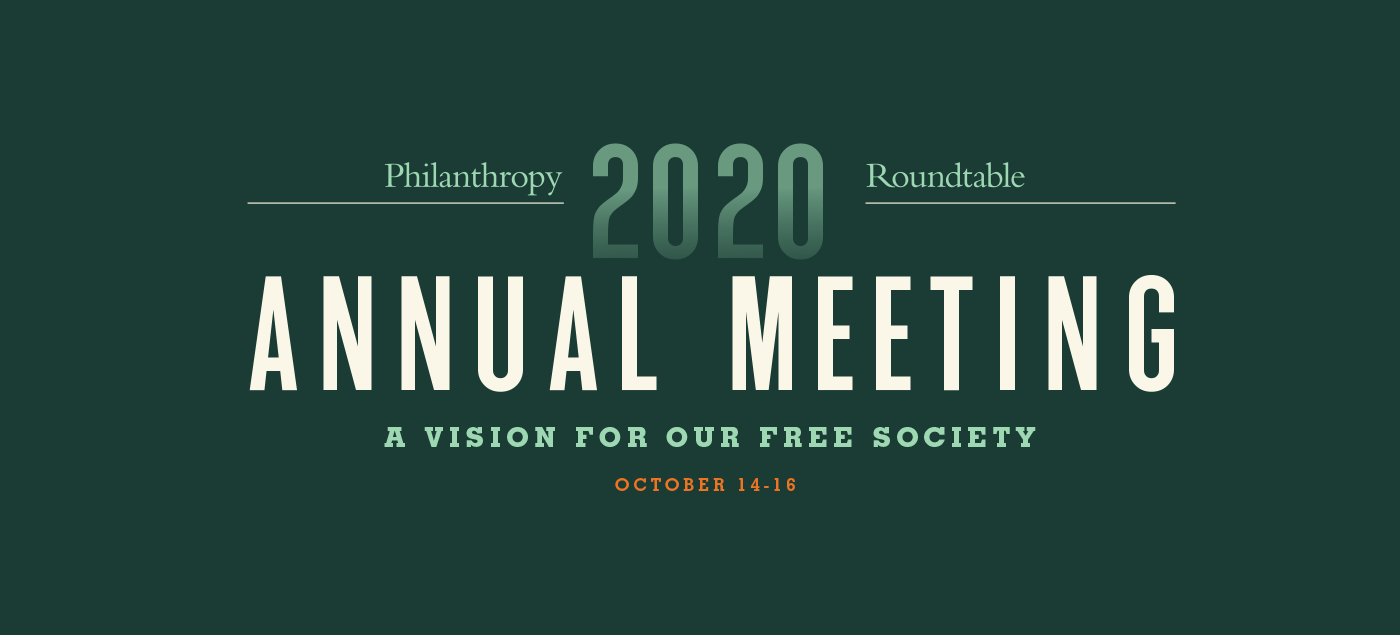 Philanthropy 2020 Roundtable
ANNUAL MEETING
A VISION FOR OUR FREE SOCIETY
OCTOBER 14-16